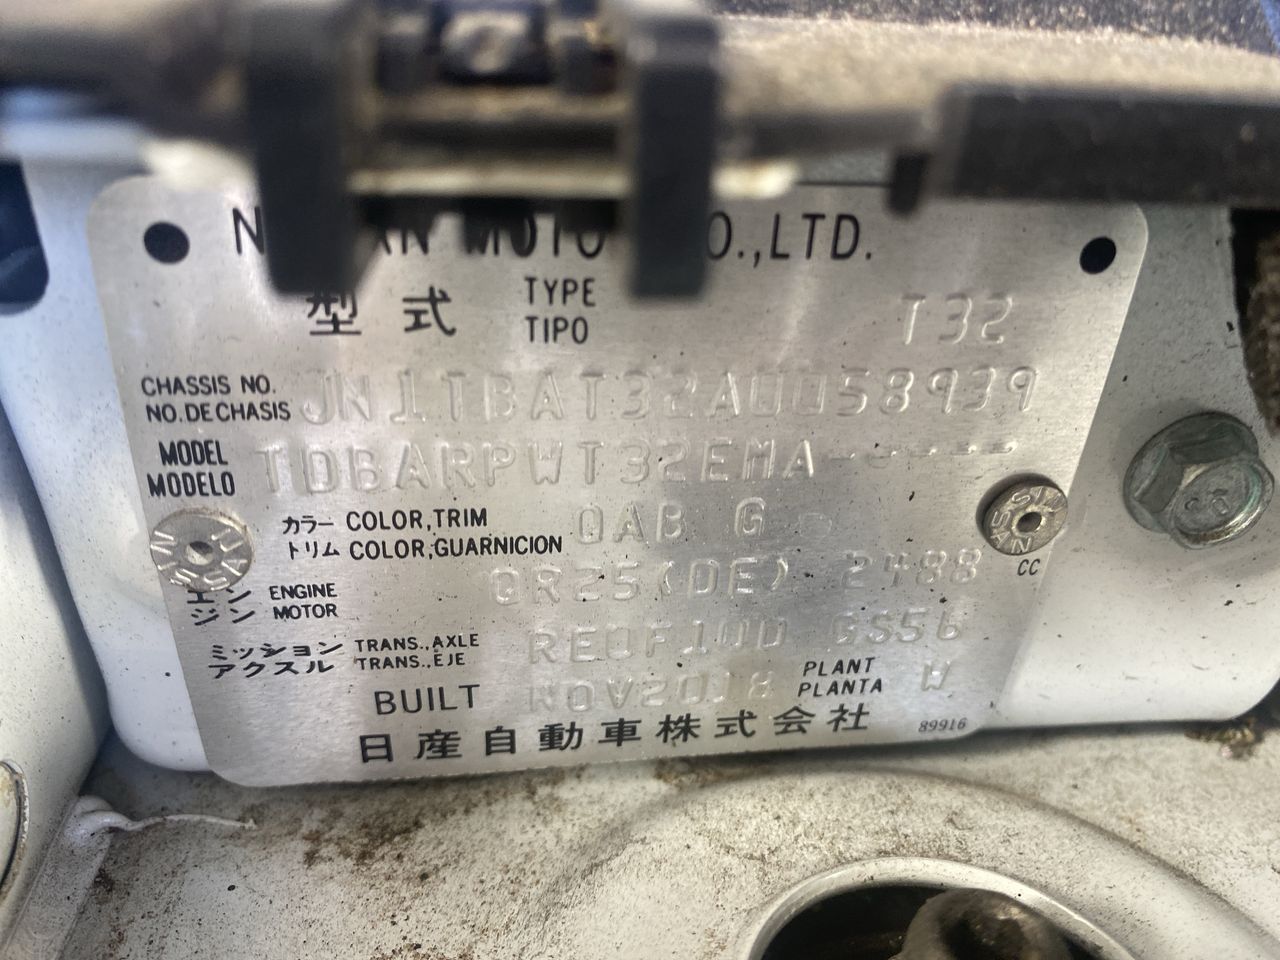 型式 TYPE TIPO T32
CHASSIS NO. NO.DE CHASIS JN1TBAT32A0058939
MODEL MODELO TDBARPWT32EMA-----
カラー COLOR,TRIM トリム COLOR,GUARNICION QAB G
エンジン ENGINE MOTOR QR25(DE) 2488 CC
ミッション アクスル TRANS.,AXLE TRANS.,EJE RE0F10D GS56
BUILT NOV2018 PLANT PLANTA W
日産自動車株式会社 89916